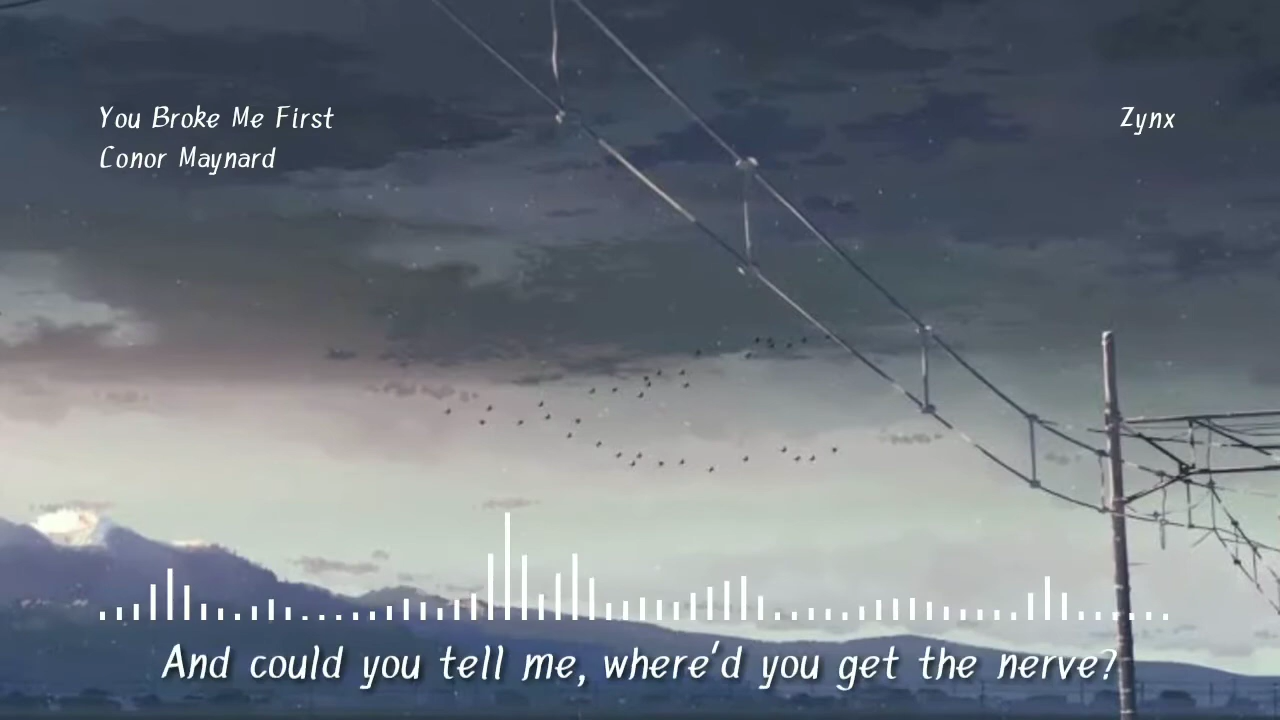 You Broke Me First
Conor Maynard
Zynx
And could you tell me, where'd you get the nerve?